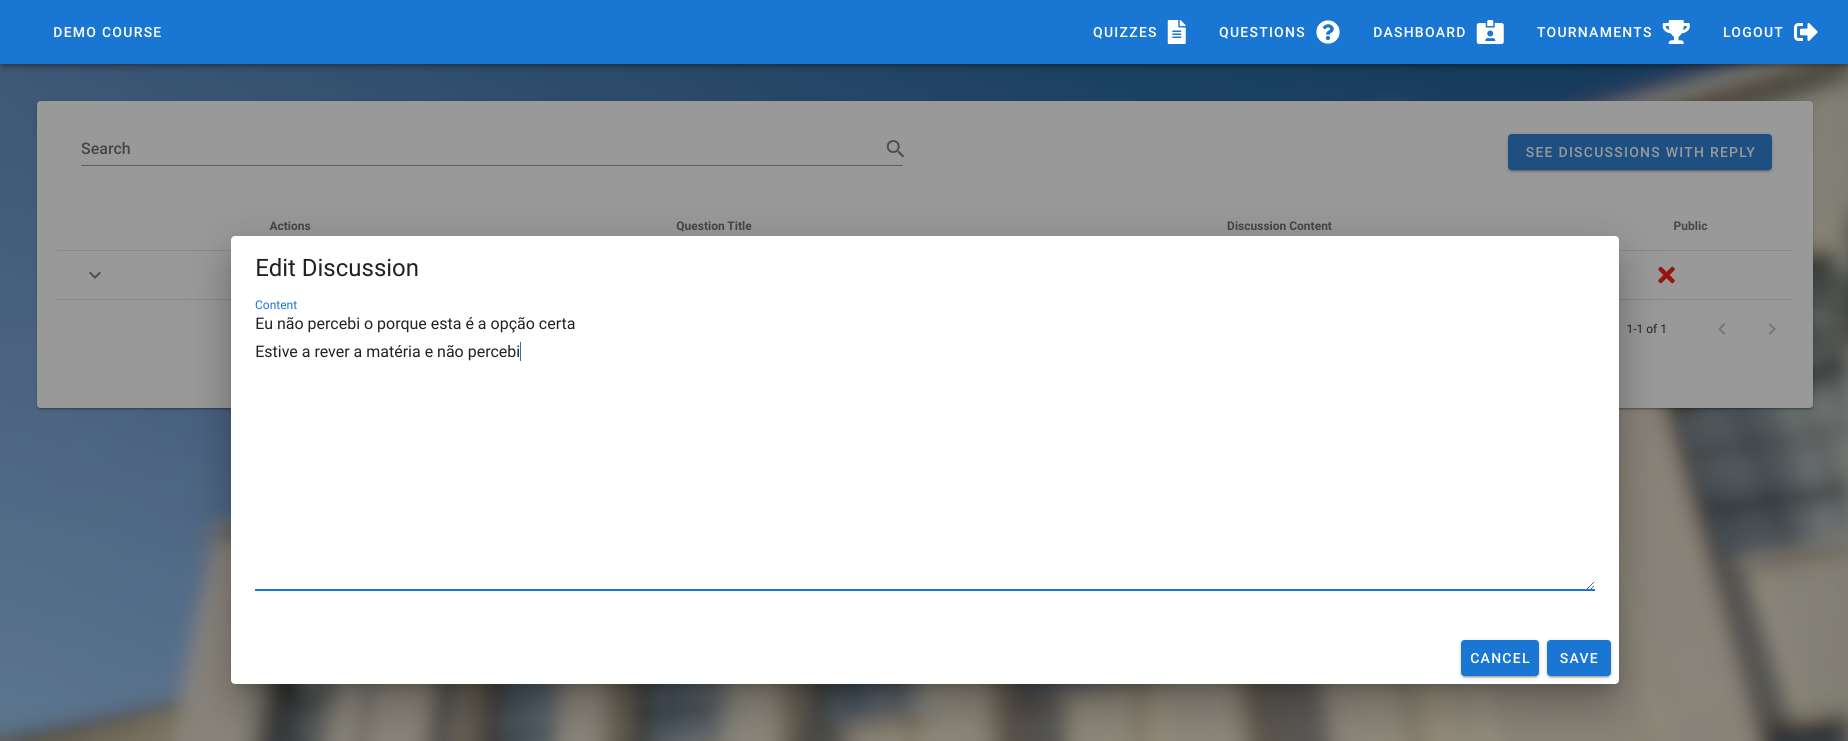 DEMO COURSE
QUIZZES QUESTIONS DASHBOARD TOURNAMENTS LOGOUT
Search
SEE DISCUSSIONS WITH REPLY
Actions Question Title Discussion Content Public
Edit Discussion
Content
Eu não percebi o porque esta é a opção certa
Estive a rever a matéria e não percebi
1-1 of 1
CANCEL SAVE